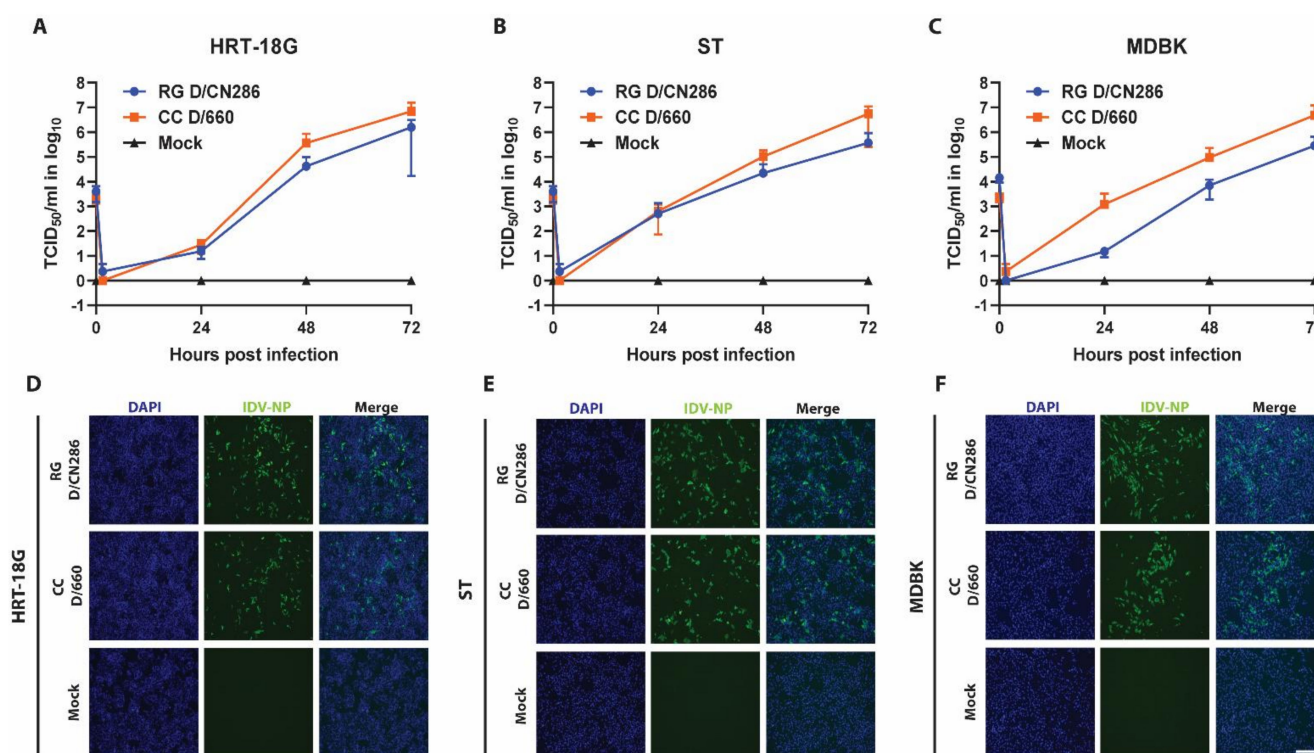 A
HRT-18G
RG D/CN286
CC D/660
Mock
TCID50/ml in log10
8
7
6
5
4
3
2
1
0
-1
0 24 48 72
Hours post infection
B
ST
RG D/CN286
CC D/660
Mock
TCID50/ml in log10
8
7
6
5
4
3
2
1
0
-1
0 24 48 72
Hours post infection
C
MDBK
RG D/CN286
CC D/660
Mock
TCID50/ml in log10
8
7
6
5
4
3
2
1
0
-1
0 24 48
Hours post infection
D
DAPI IDV-NP Merge
HRT-18G
RG
D/CN286
CC
D/660
Mock
E
DAPI IDV-NP Merge
ST
RG
D/CN286
CC
D/660
Mock
F
DAPI IDV-NP Merge
MDBK
RG
D/CN286
CC
D/660
Mock